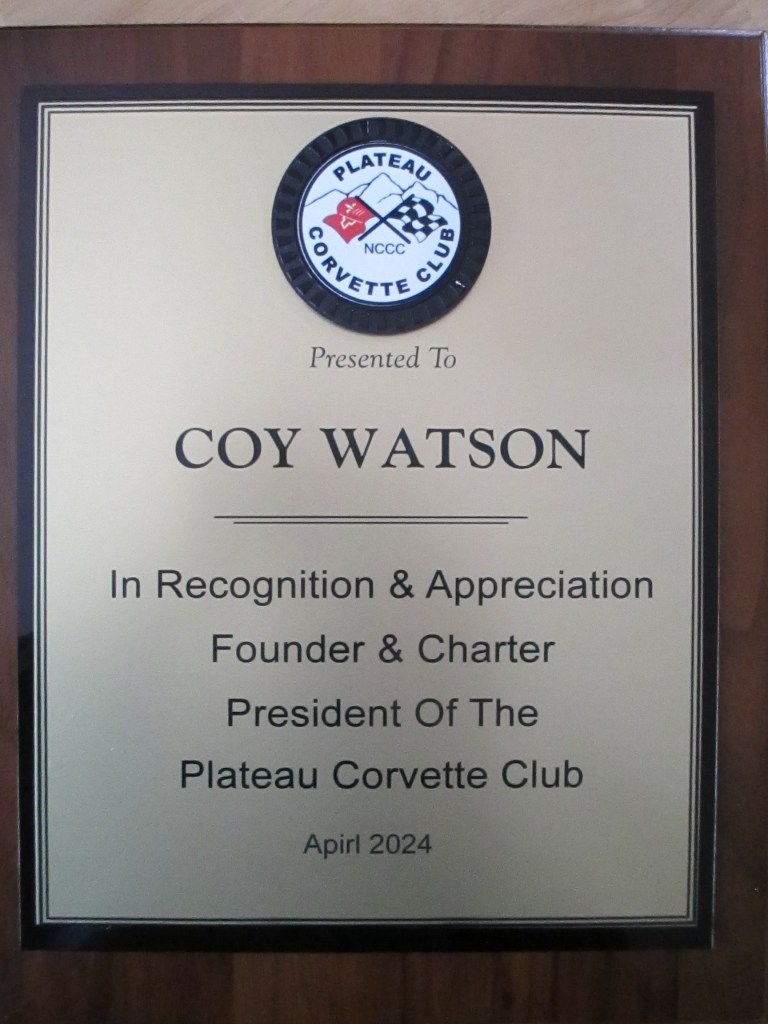 PLATEAU
NCCC
CORVETTE CLUB
Presented To
COY WATSON
In Recognition & Appreciation
Founder & Charter
President Of The
Plateau Corvette Club
Apirl 2024